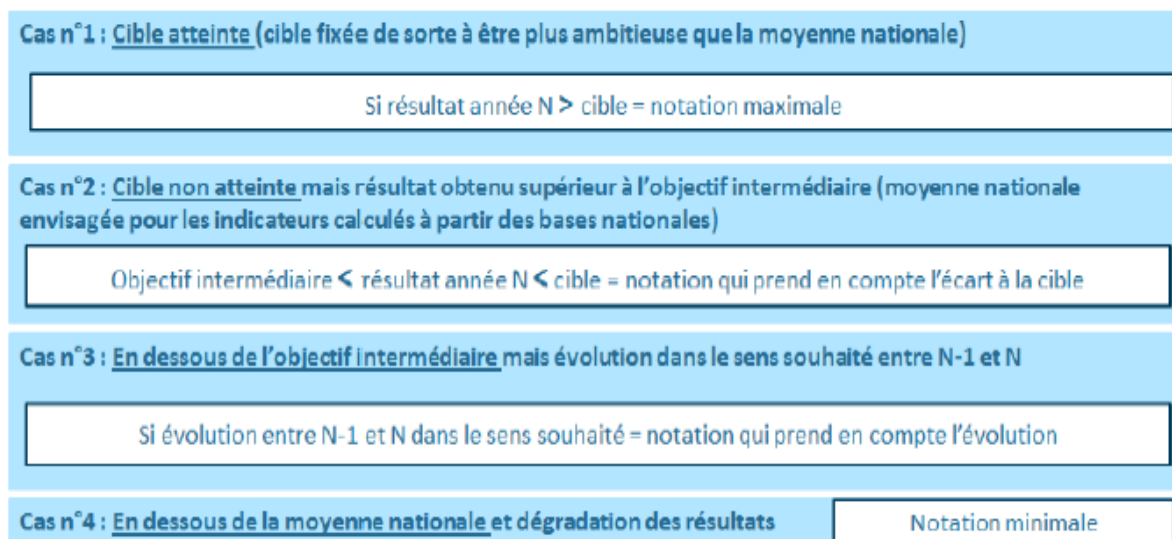 Cas n°1 : Cible atteinte (cible fixée de sorte à être plus ambitieuse que la moyenne nationale)
Si résultat année N > cible = notation maximale
Cas n°2 : Cible non atteinte mais résultat obtenu supérieur à l'objectif intermédiaire (moyenne nationale
envisagée pour les indicateurs calculés à partir des bases nationales)
Objectif intermédiaire < résultat année N < cible = notation qui prend en compte l'écart à la cible
Cas n°3 : En dessous de l'objectif intermédiaire mais évolution dans le sens souhaité entre N-1 et N
Si évolution entre N-1 et N dans le sens souhaité = notation qui prend en compte l'évolution
Cas n°4 : En dessous de la moyenne nationale et dégradation des résultats
Notation minimale